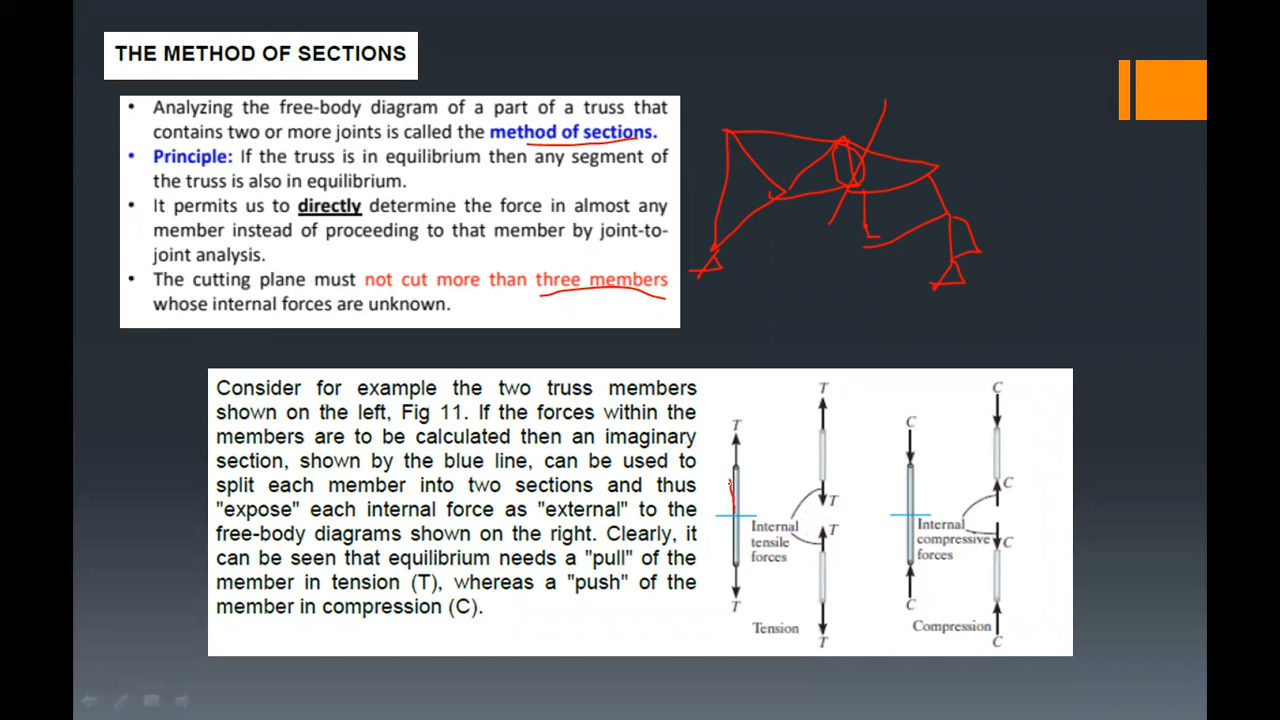 THE METHOD OF SECTIONS
• Analyzing the free-body diagram of a part of a truss that
contains two or more joints is called the method of sections.
• Principle: If the truss is in equilibrium then any segment of
the truss is also in equilibrium.
• It permits us to directly determine the force in almost any
member instead of proceeding to that member by joint-to-
joint analysis.
• The cutting plane must not cut more than three members
whose internal forces are unknown.
Consider for example the two truss members
shown on the left, Fig 11. If the forces within the
members are to be calculated then an imaginary
section, shown by the blue line, can be used to
split each member into two sections and thus
"expose" each internal force as "external" to the
free-body diagrams shown on the right. Clearly, it
can be seen that equilibrium needs a "pull" of the
member in tension (T), whereas a "push" of the
member in compression (C).
T
T
T
T
Internal
tensile
forces
T
T
Tension
C
C
C
C
Internal
compressive
forces
C
C
Compression